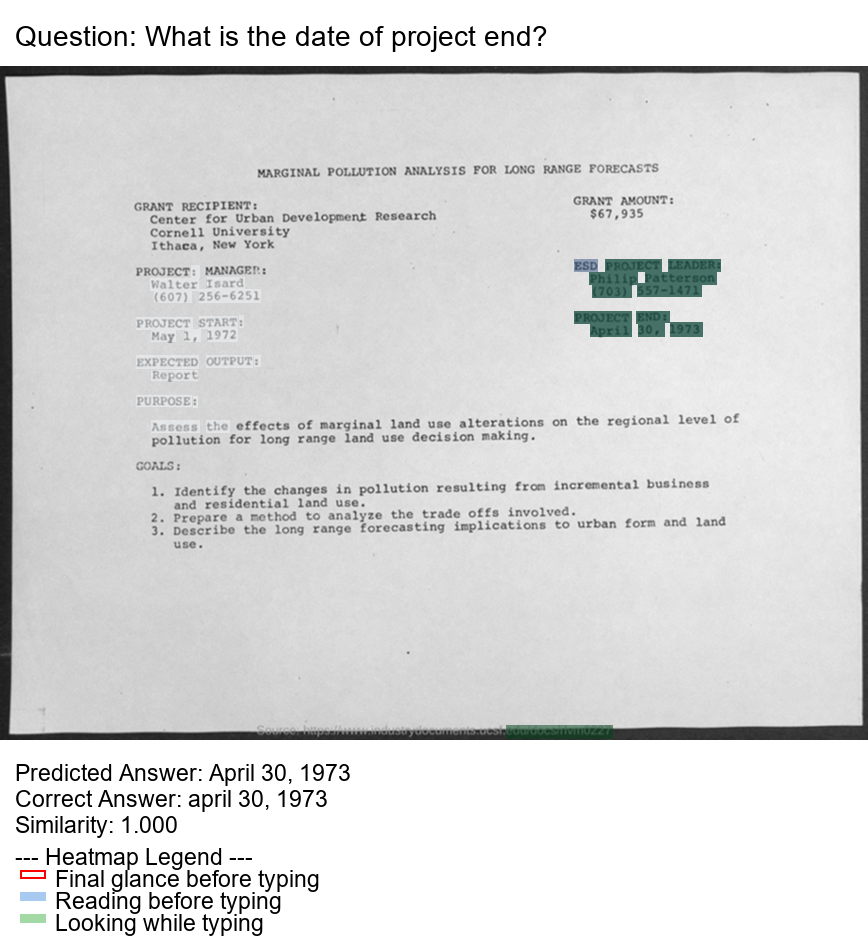 Question: What is the date of project end?
MARGINAL POLLUTION ANALYSIS FOR LONG RANGE FORECASTS
GRANT RECIPIENT:
Center for Urban Development Research
Cornell University
Ithaca, New York
GRANT AMOUNT:
$67,935
PROJECT: MANAGER:
Walter Isard
(607) 256-6251
ESD PROJECT LEADER:
Philip Patterson
(703) 557-1471
PROJECT START:
May 1, 1972
PROJECT END:
April 30, 1973
EXPECTED OUTPUT:
Report
PURPOSE:
Assess the effects of marginal land use alterations on the regional level of
pollution for long range land use decision making.
GOALS:
1. Identify the changes in pollution resulting from incremental business
and residential land use.
2. Prepare a method to analyze the trade offs involved.
3. Describe the long range forecasting implications to urban form and land
use.
Source: https://www.industrydocuments.ucsf.
Predicted Answer: April 30, 1973
Correct Answer: april 30, 1973
Similarity: 1.000
--- Heatmap Legend ---
Final glance before typing
Reading before typing
Looking while typing